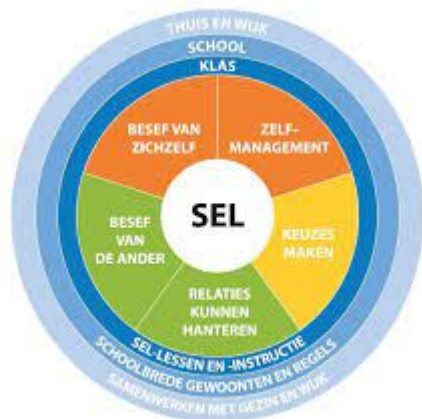 THUIS EN WIJK
SCHOOL
KLAS
BESEF VAN
ZICHZELF
ZELF-
MANAGEMENT
SEL
BESEF
VAN
DE ANDER
KEUZES
MAKEN
RELATIES
KUNNEN
HANTEREN
SEL-LESSEN EN -INSTRUCTIE
SCHOOLBREDE GEWOONTEN EN REGELS
SAMENWERKEN MET GEZIN EN WIJK